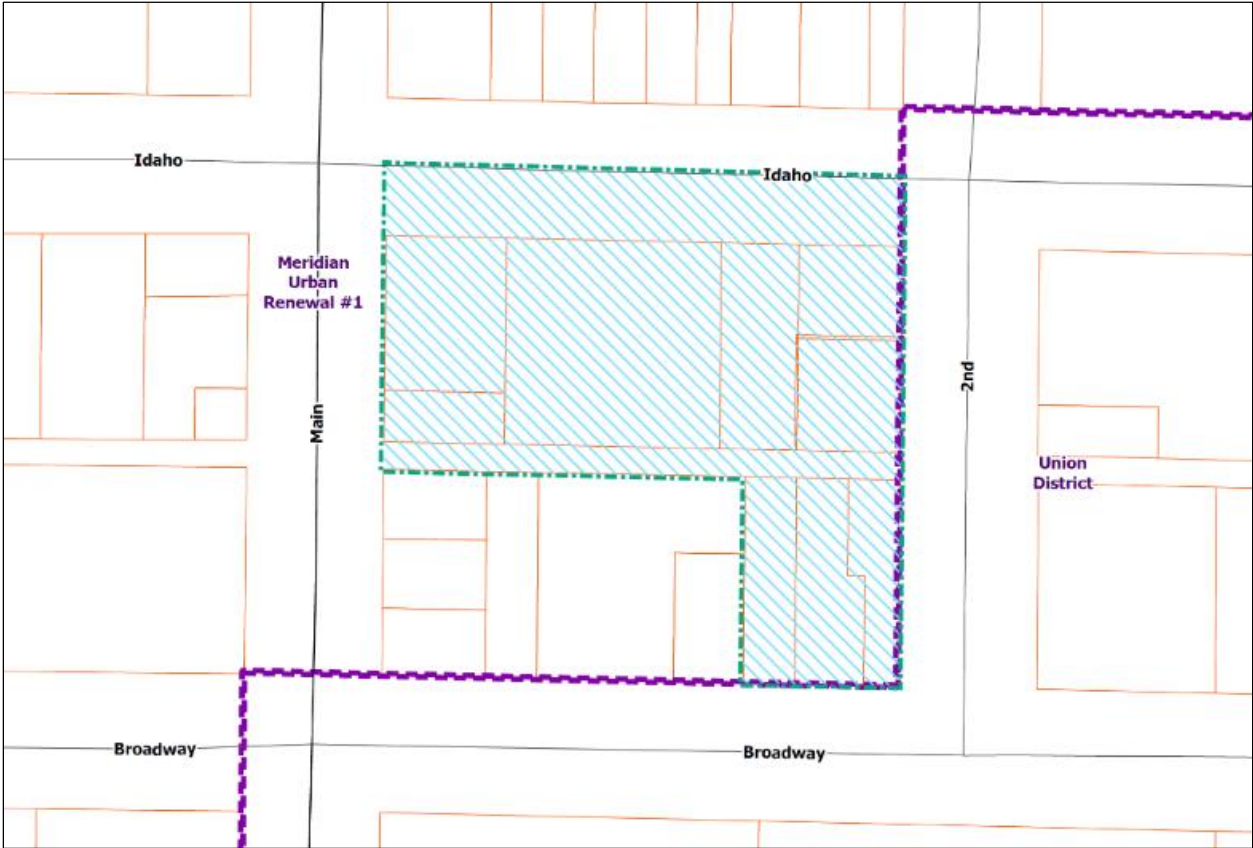 Idaho
Idaho
Meridian
Urban
Renewal #1
Main
2nd
Union
District
Broadway
Broadway